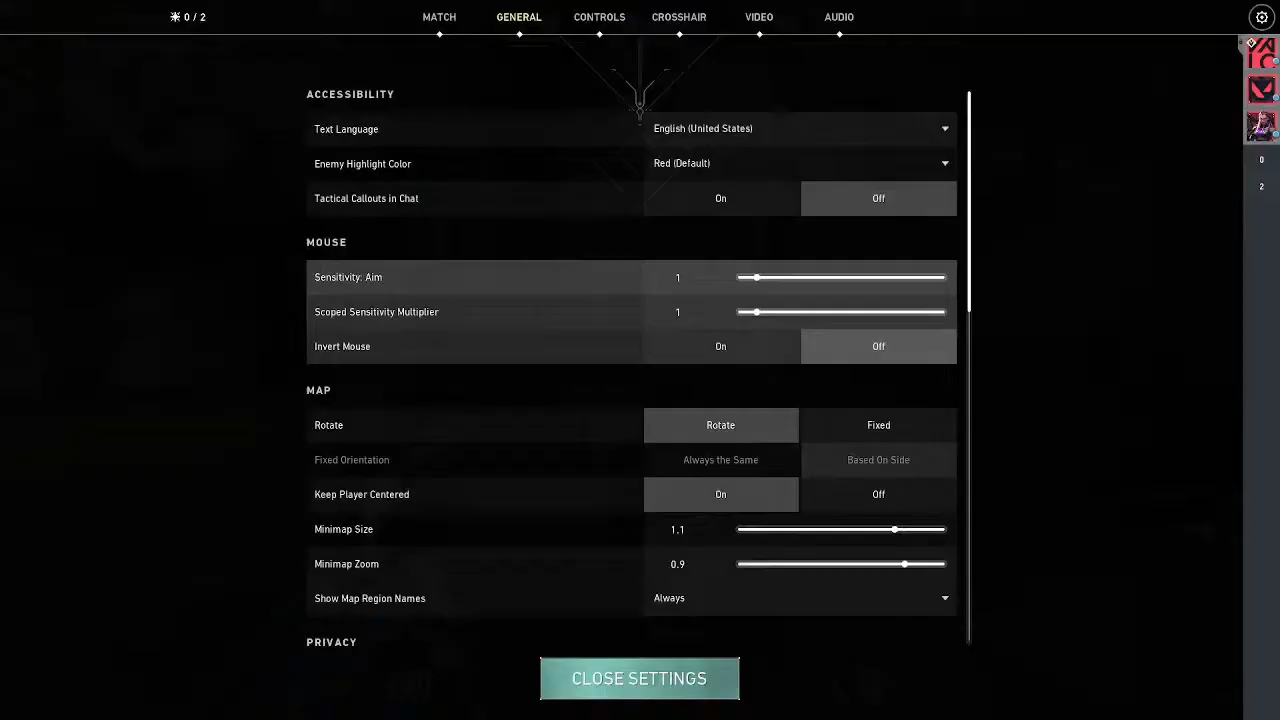 0 / 2
MATCH GENERAL CONTROLS CROSSHAIR VIDEO AUDIO
ACCESSIBILITY
Text Language English (United States)
Enemy Highlight Color Red (Default)
Tactical Callouts in Chat On Off
MOUSE
Sensitivity: Aim 1
Scoped Sensitivity Multiplier 1
Invert Mouse On Off
MAP
Rotate Rotate Fixed
Fixed Orientation Always the Same Based On Side
Keep Player Centered On Off
Minimap Size 1.1
Minimap Zoom 0.9
Show Map Region Names Always
PRIVACY
CLOSE SETTINGS
0
2